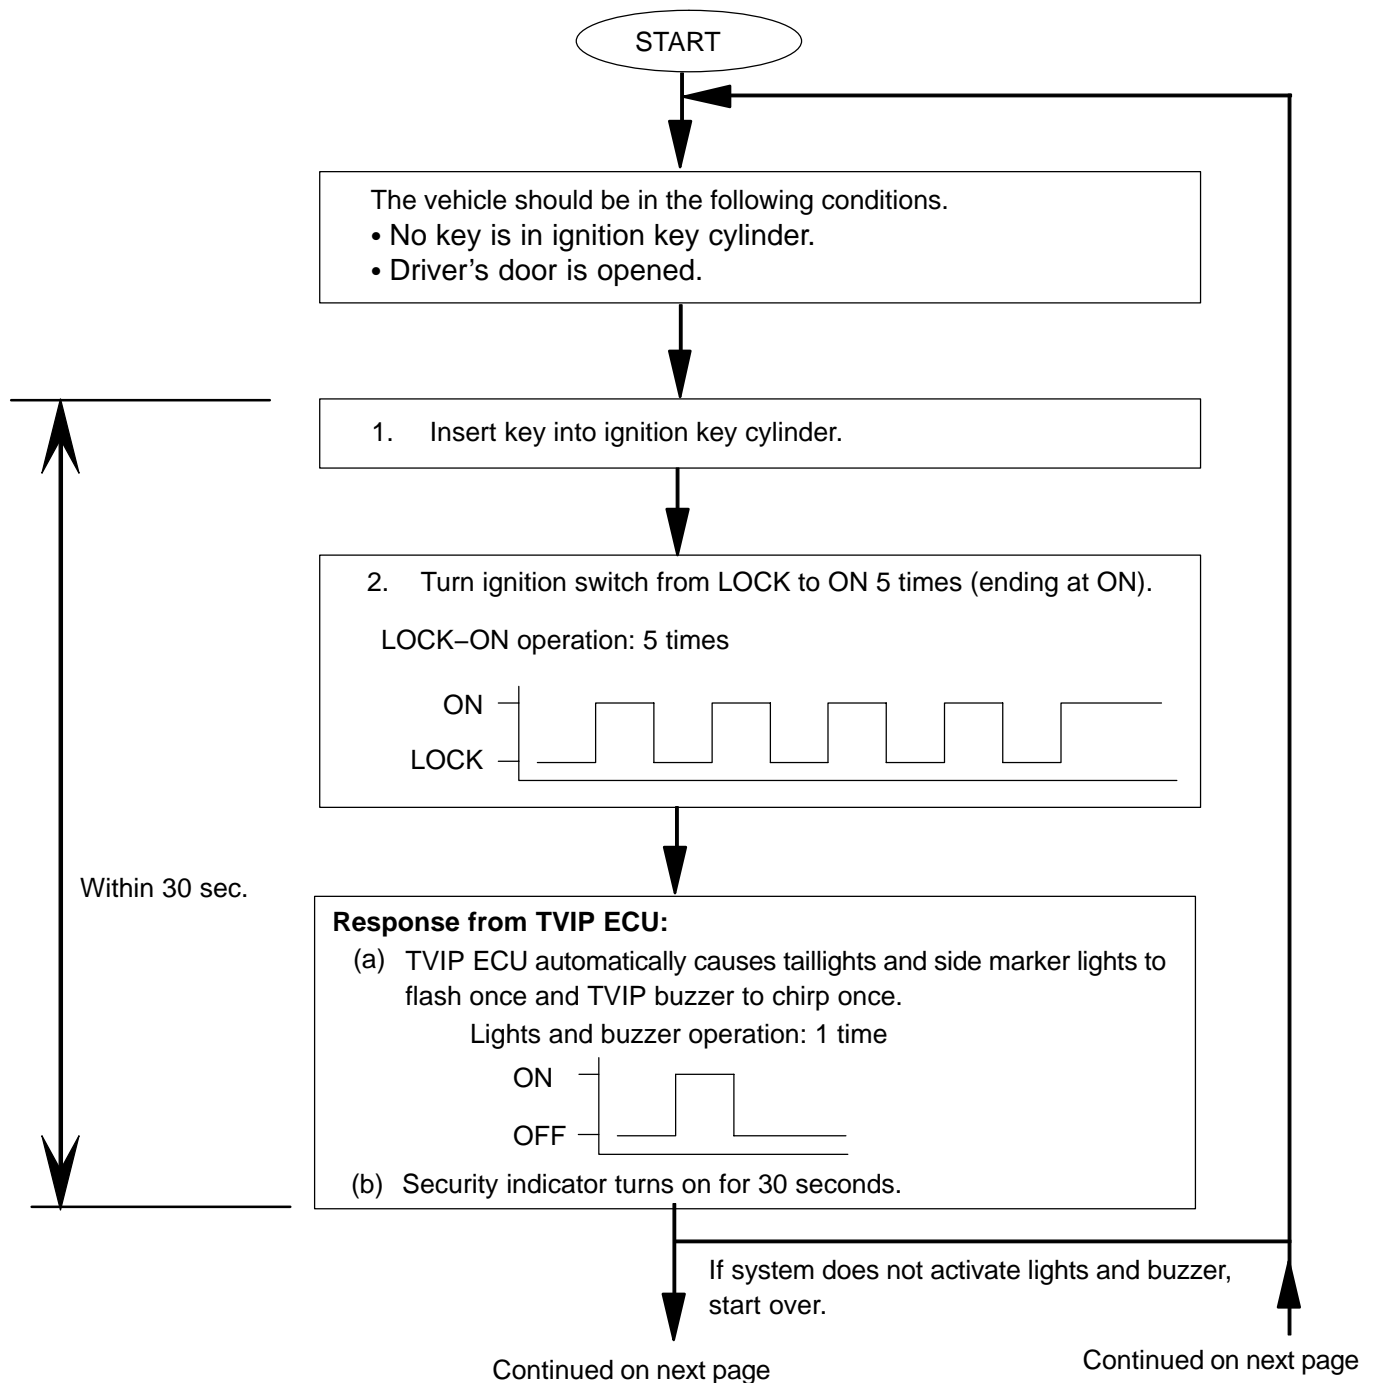 START
The vehicle should be in the following conditions.
• No key is in ignition key cylinder.
• Driver’s door is opened.
1. Insert key into ignition key cylinder.
2. Turn ignition switch from LOCK to ON 5 times (ending at ON).
LOCK–ON operation: 5 times
ON
LOCK
Within 30 sec.
Response from TVIP ECU:
(a) TVIP ECU automatically causes taillights and side marker lights to
flash once and TVIP buzzer to chirp once.
Lights and buzzer operation: 1 time
ON
OFF
(b) Security indicator turns on for 30 seconds.
If system does not activate lights and buzzer,
start over.
Continued on next page
Continued on next page